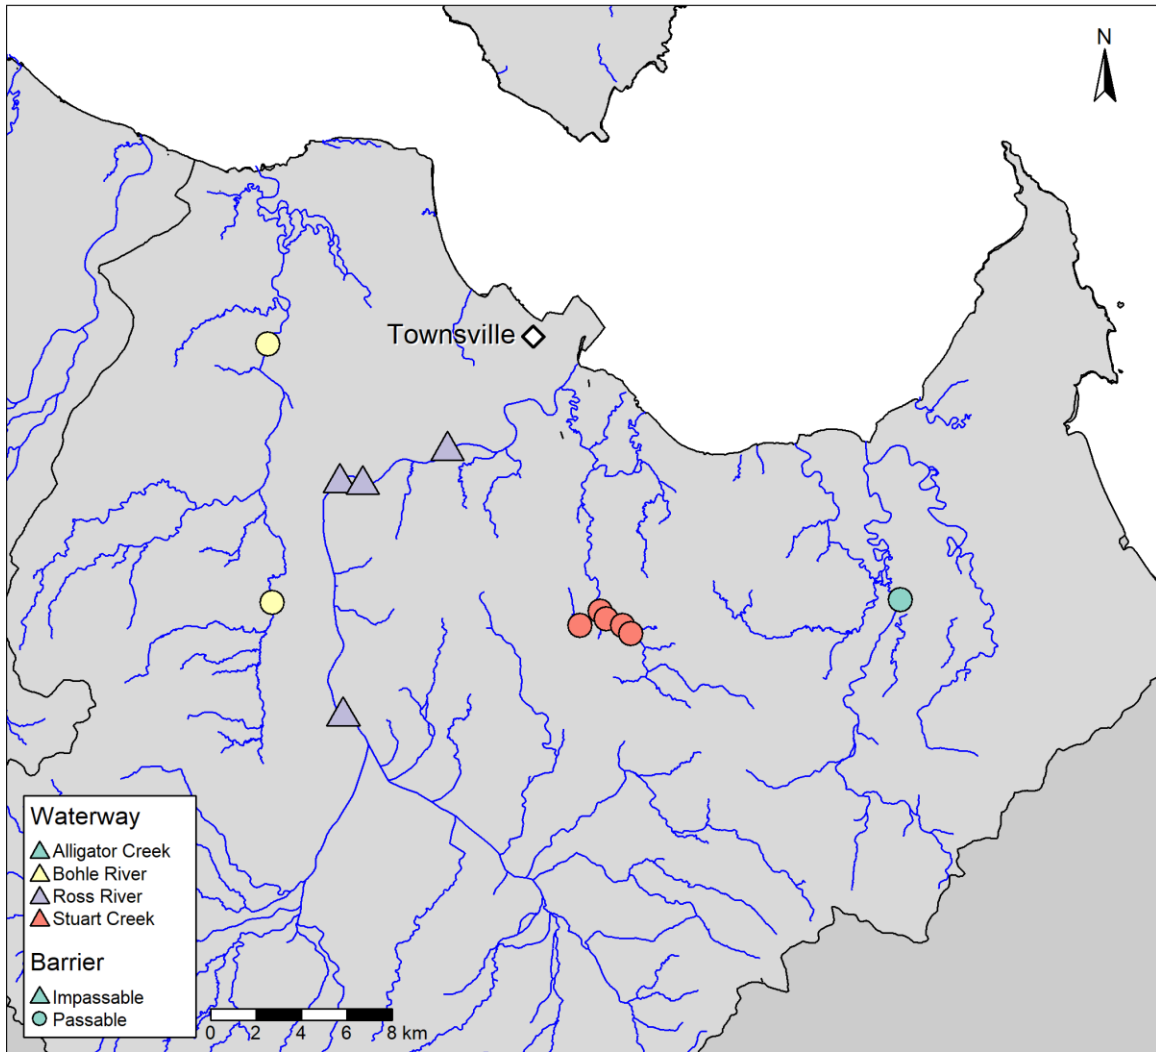 N
Townsville
Waterway
Alligator Creek
Bohle River
Ross River
Stuart Creek
Barrier
Impassable
Passable
0 2 4 6 8 km